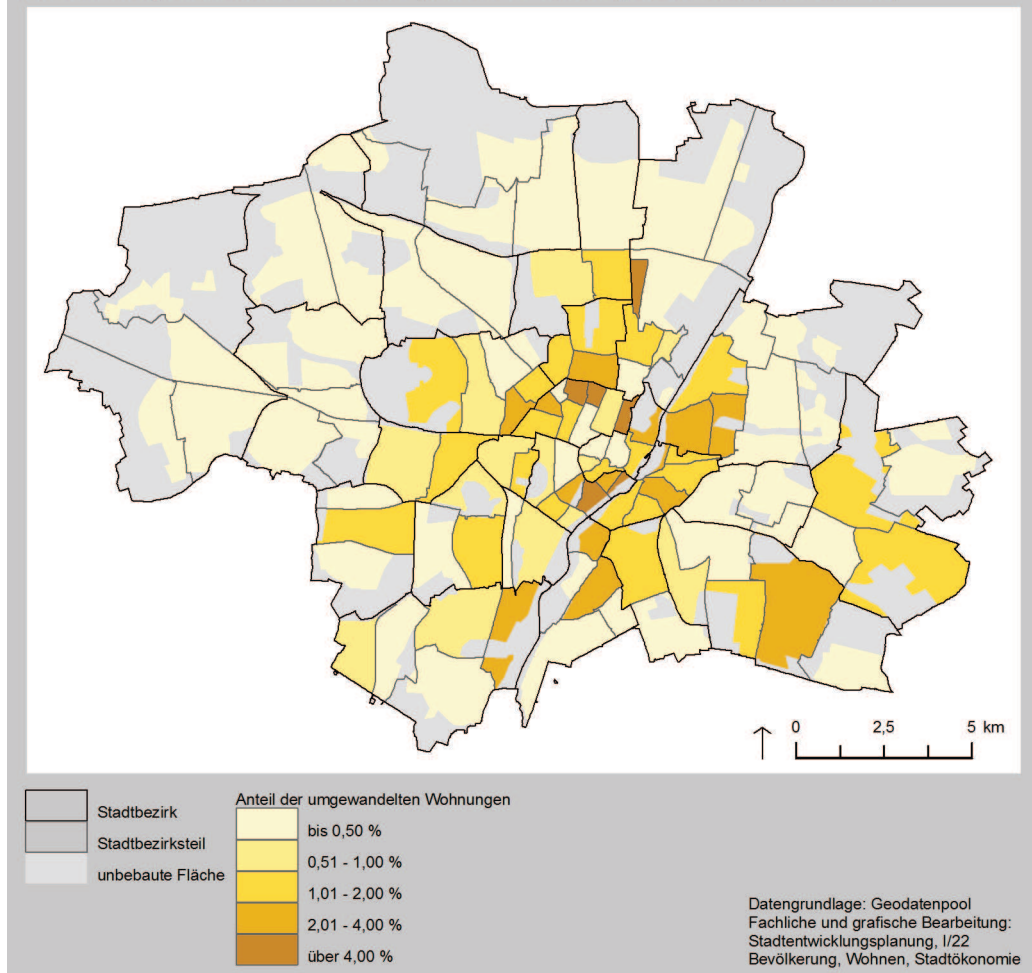 0 2,5 5 km
Stadtbezirk
Stadtbezirksteil
unbebaute Fläche
Anteil der umgewandelten Wohnungen
bis 0,50 %
0,51 - 1,00 %
1,01 - 2,00 %
2,01 - 4,00 %
über 4,00 %
Datengrundlage: Geodatenpool
Fachliche und grafische Bearbeitung:
Stadtentwicklungsplanung, I/22
Bevölkerung, Wohnen, Stadtökonomie